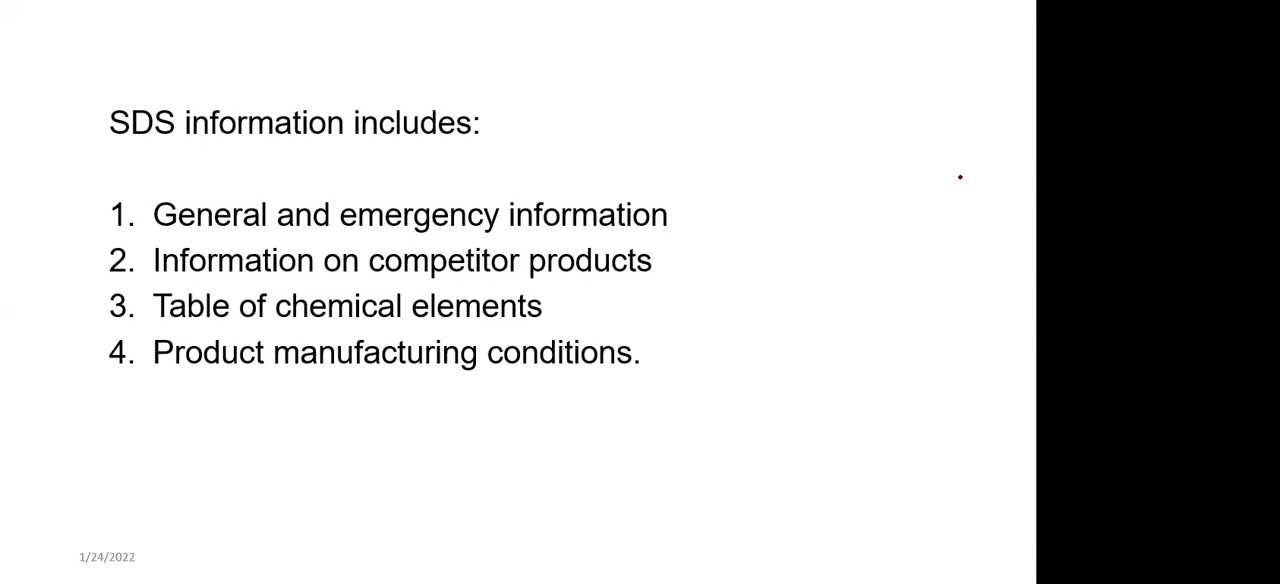 SDS information includes:
1. General and emergency information
2. Information on competitor products
3. Table of chemical elements
4. Product manufacturing conditions.
1/24/2022